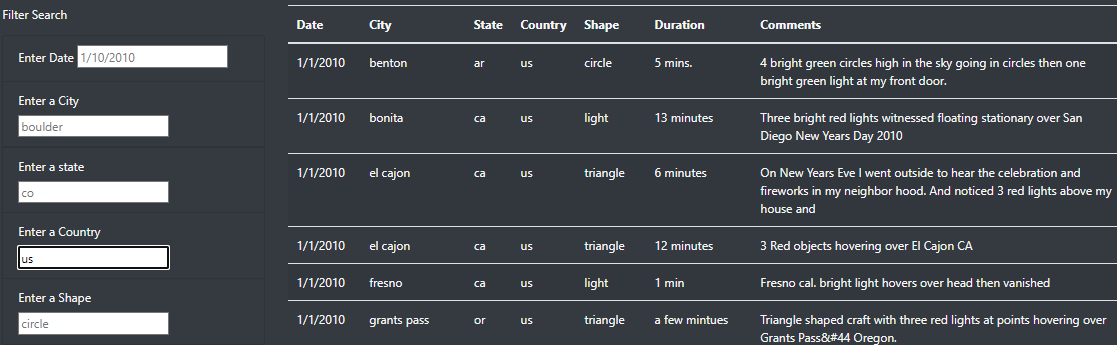 Filter Search
Enter Date 1/10/2010
Enter a City
boulder
Enter a state
co
Enter a Country
us
Enter a Shape
circle
Date City State Country Shape Duration Comments
1/1/2010 benton ar us circle 5 mins. 4 bright green circles high in the sky going in circles then one
bright green light at my front door.
1/1/2010 bonita ca us light 13 minutes Three bright red lights witnessed floating stationary over San
Diego New Years Day 2010
1/1/2010 el cajon ca us triangle 6 minutes On New Years Eve I went outside to hear the celebration and
fireworks in my neighbor hood. And noticed 3 red lights above my
house and
1/1/2010 el cajon ca us triangle 12 minutes 3 Red objects hovering over El Cajon CA
1/1/2010 fresno ca us light 1 min Fresno cal. bright light hovers over head then vanished
1/1/2010 grants pass or us triangle a few mintues Triangle shaped craft with three red lights at points hovering over
Grants Pass&#44 Oregon.